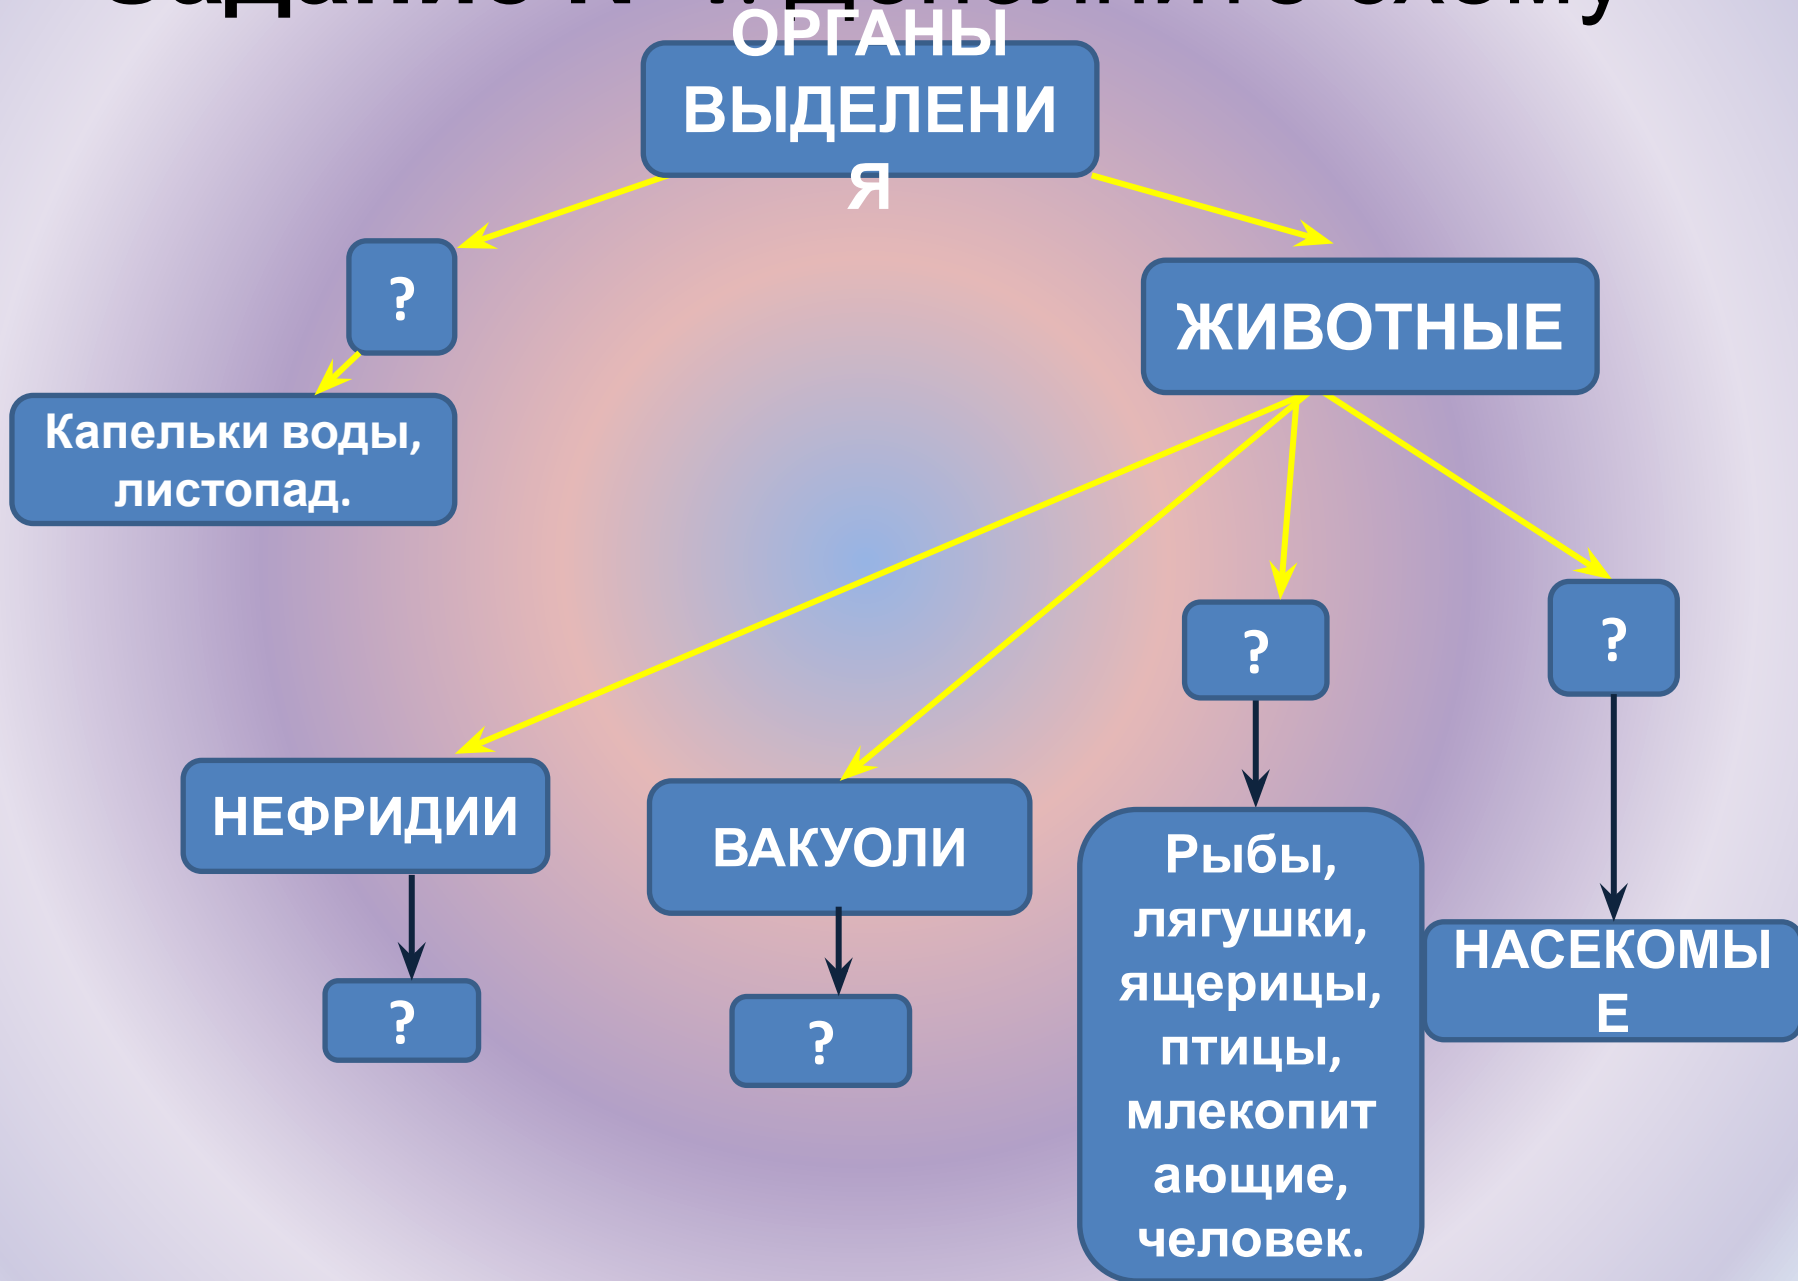 ОРГАНЫ
ВЫДЕЛЕНИ
Я
?
ЖИВОТНЫЕ
Капельки воды,
листопад.
?
?
НЕФРИДИИ
ВАКУОЛИ
Рыбы,
лягушки,
ящерицы,
птицы,
млекопит
ающие,
человек.
НАСЕКОМЫ
Е
?
?